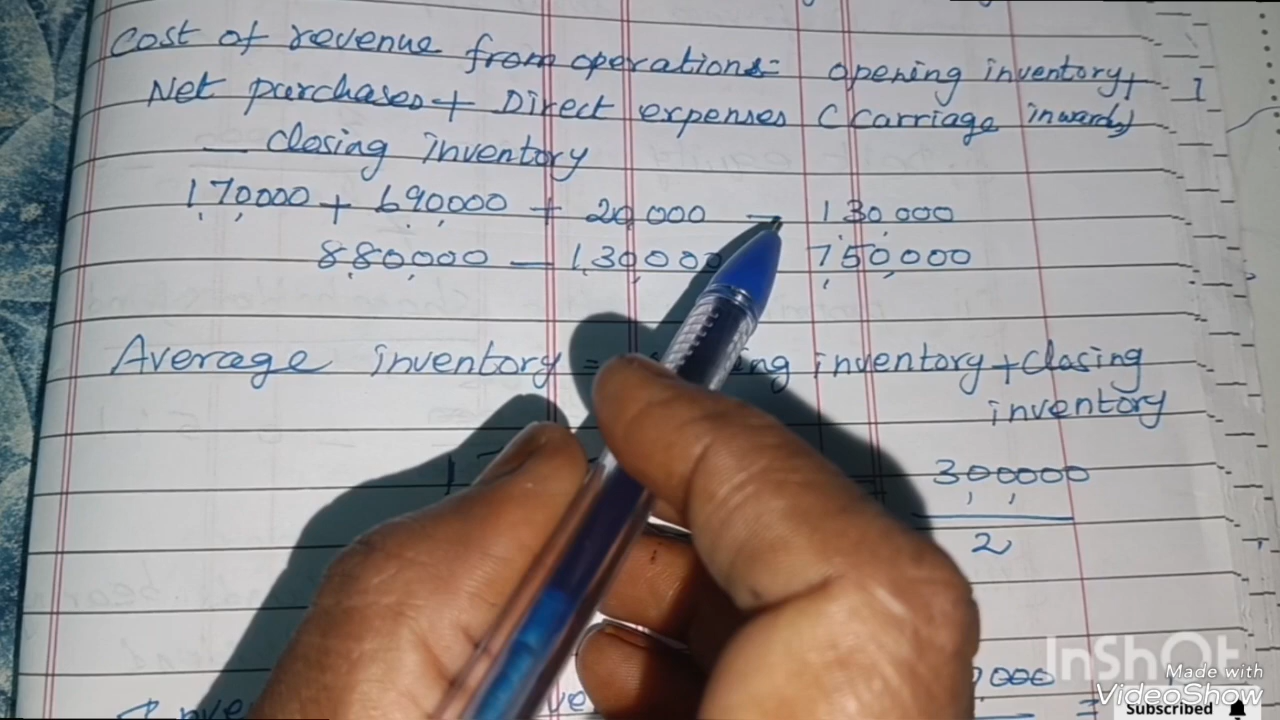 Cost of revenue from operations = opening inventory +
Net purchases + Direct expenses (Carriage inwards)
— closing inventory
1,70,000 + 6,90,000 + 20,000 — 1,30,000
8,80,000 — 1,30,000 7,50,000
Average inventory = inventory + closing
inventory
3,00,000
2
InShOt
Made with
VideoShow
Subscribed